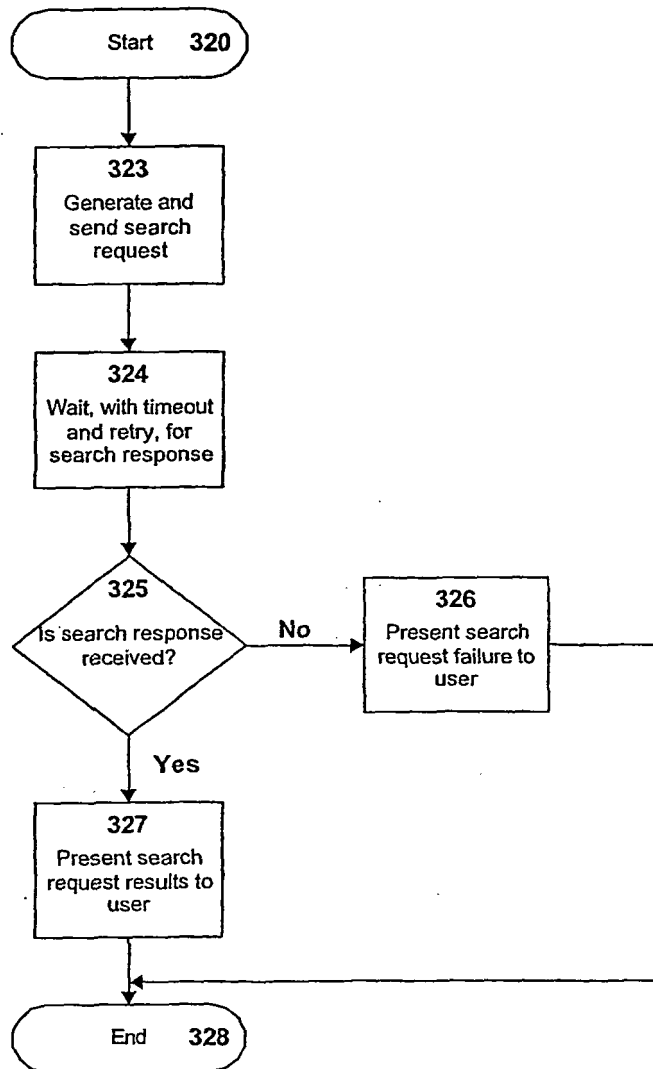 Start 320
323
Generate and
send search
request
324
Wait, with timeout
and retry, for
search response
325
Is search response
received?
No
326
Present search
request failure to
user
Yes
327
Present search
request results to
user
End 328